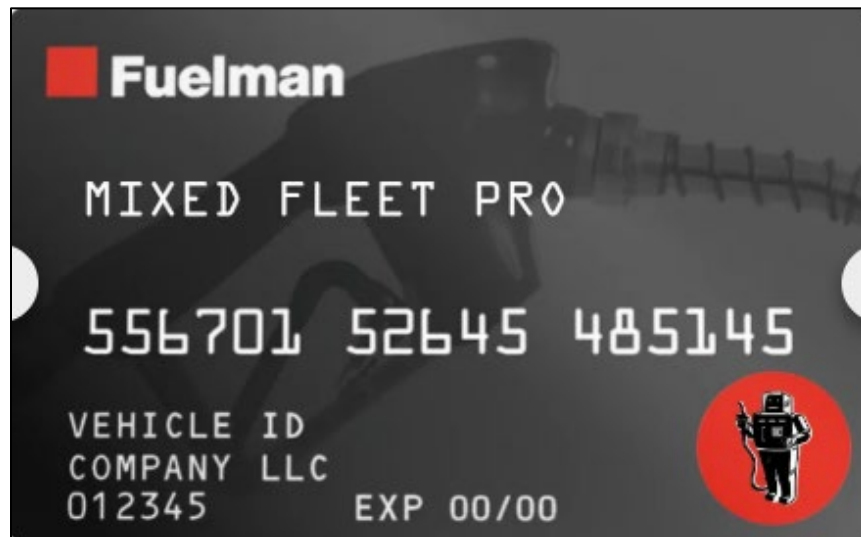 Fuelman
MIXED FLEET PRO
556701 52645 485145
VEHICLE ID
COMPANY LLC
012345 EXP 00/00